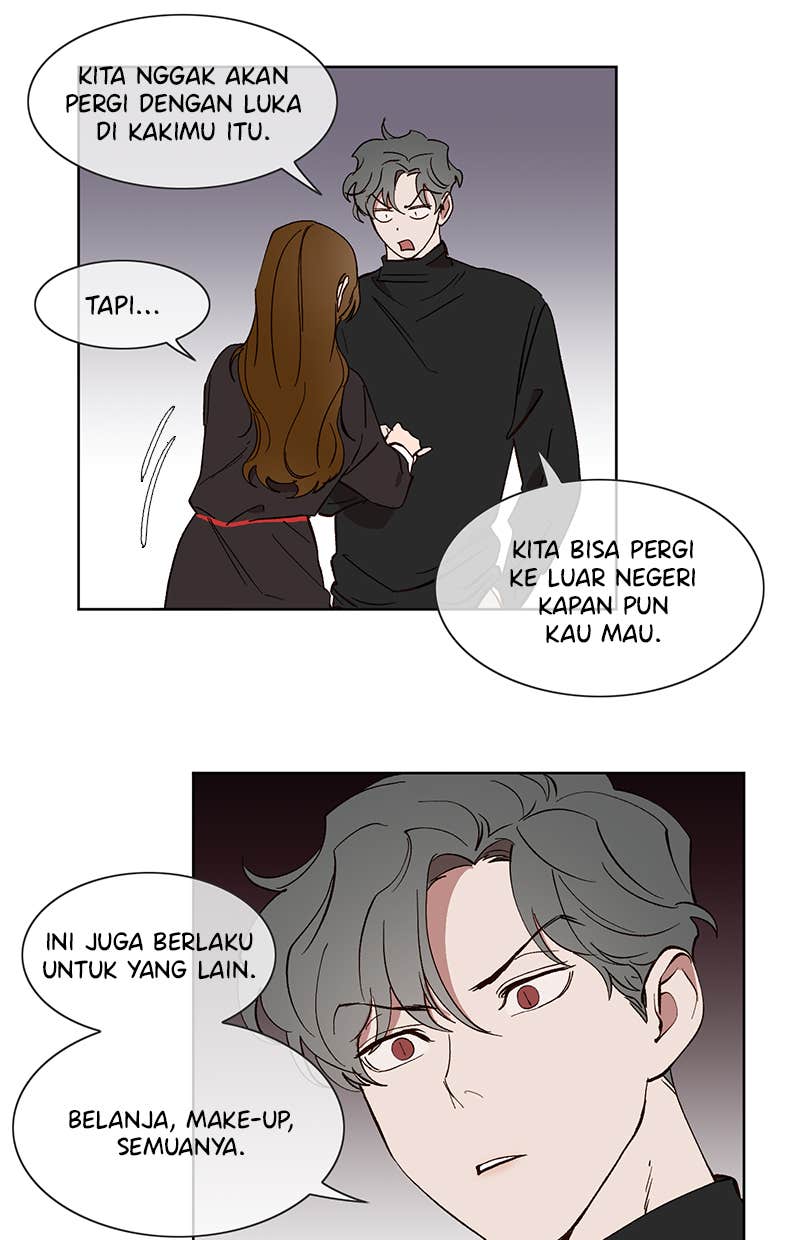 KITA NGGAK AKAN
PERGI DENGAN LUKA
DI KAKIMU ITU.
TAPI...
KITA BISA PERGI
KE LUAR NEGERI
KAPAN PUN
KAU MAU.
INI JUGA BERLAKU
UNTUK YANG LAIN.
BELANJA, MAKE-UP,
SEMUANYA.